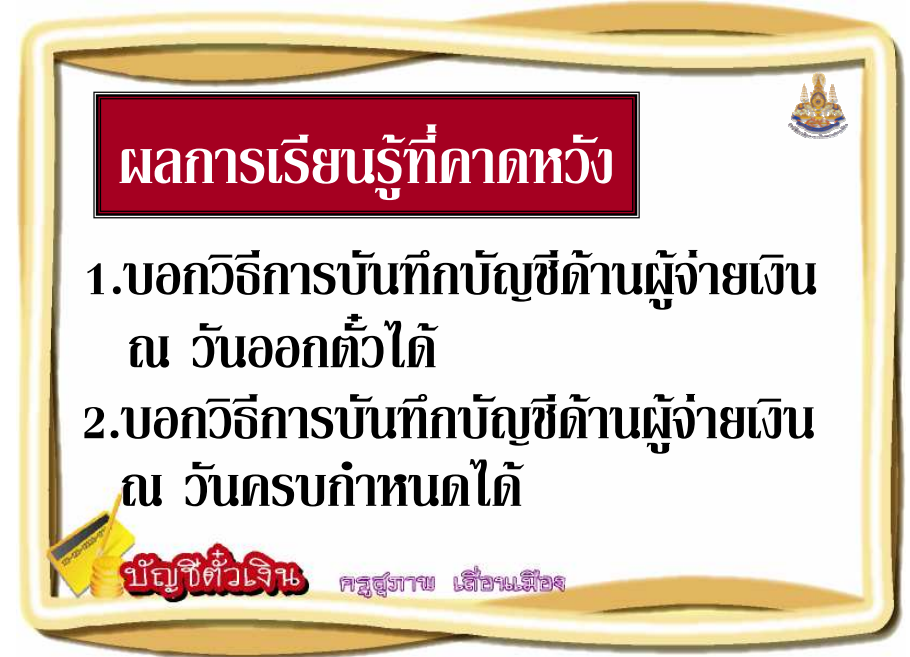 ผลการเรียนรู้ที่คาดหวัง
1.บอกวิธีการบันทึกบัญชีด้านผู้จ่ายเงิน
ณ วันออกตั๋วได้
2.บอกวิธีการบันทึกบัญชีด้านผู้จ่ายเงิน
ณ วันครบกำหนดได้
บัญชีตั๋วเงิน ครูสุภาพ เสื่อนเมือง